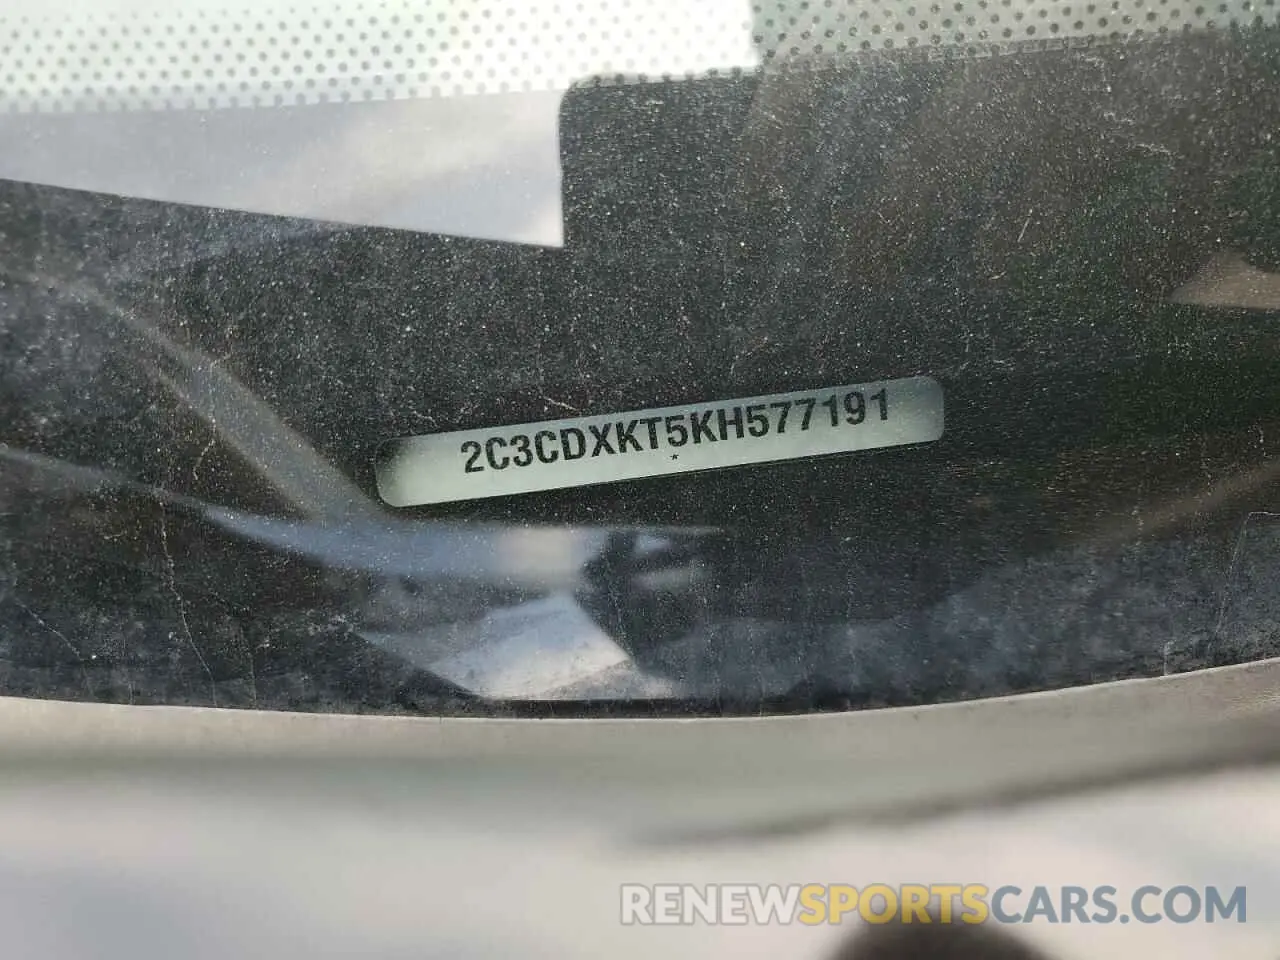 2C3CDXKT5KH577191
*
RENEWSPORTSCARS.COM